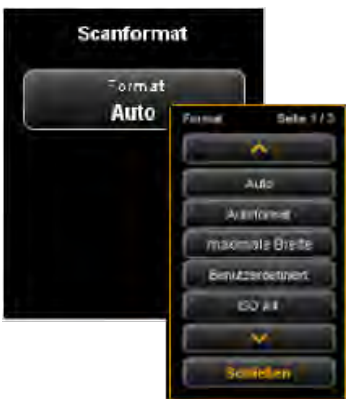 Scanformat
Format
Auto
Format Seite 1 / 3
Auto
Autoformat
maximale Breite
Benutzerdefiniert
ISO A4
Schließen